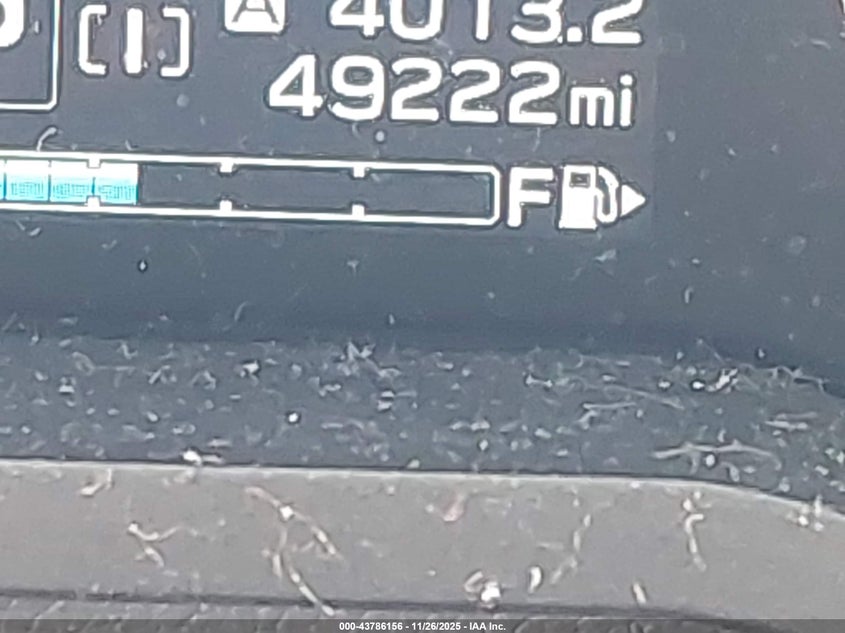 A 4013.2
49222mi
F
000-43786156 - 11/26/2025 - IAA Inc.